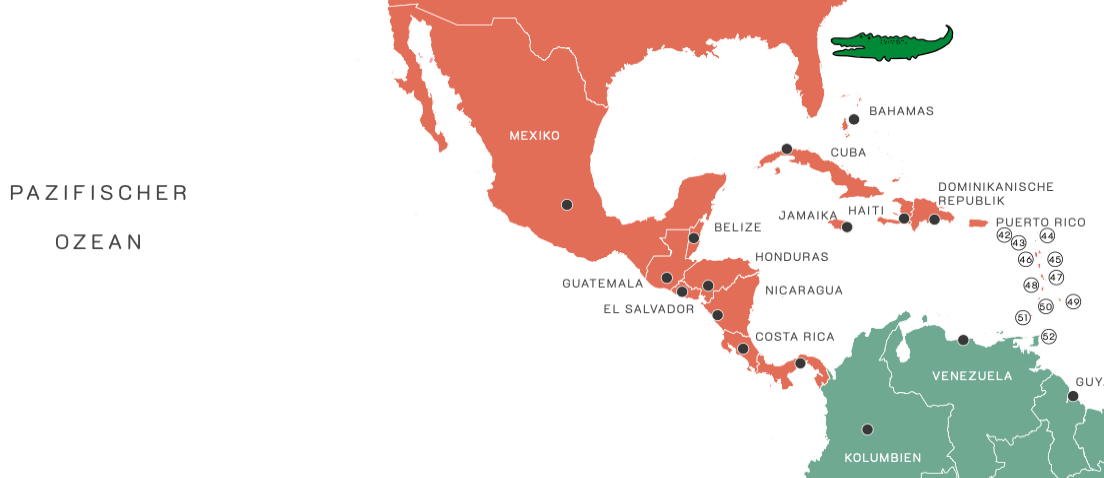 BAHAMAS
MEXIKO
CUBA
PAZIFISCHER
OZEAN
DOMINIKANISCHE
REPUBLIK
JAMAIKA
HAITI
PUERTO RICO
BELIZE
42
43
44
HONDURAS
46
45
GUATEMALA
47
NICARAGUA
48
EL SALVADOR
50
49
51
COSTA RICA
52
VENEZUELA
GUY
KOLUMBIEN